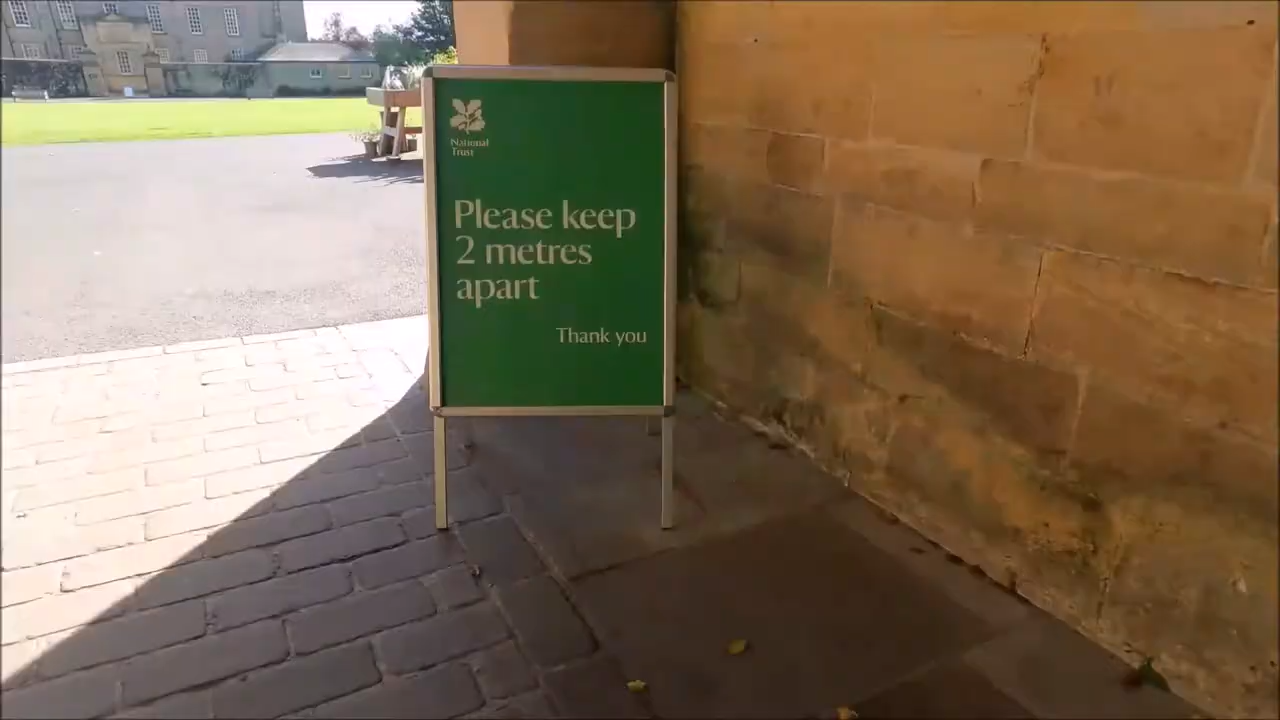 National
Trust
Please keep
2 metres
apart
Thank you